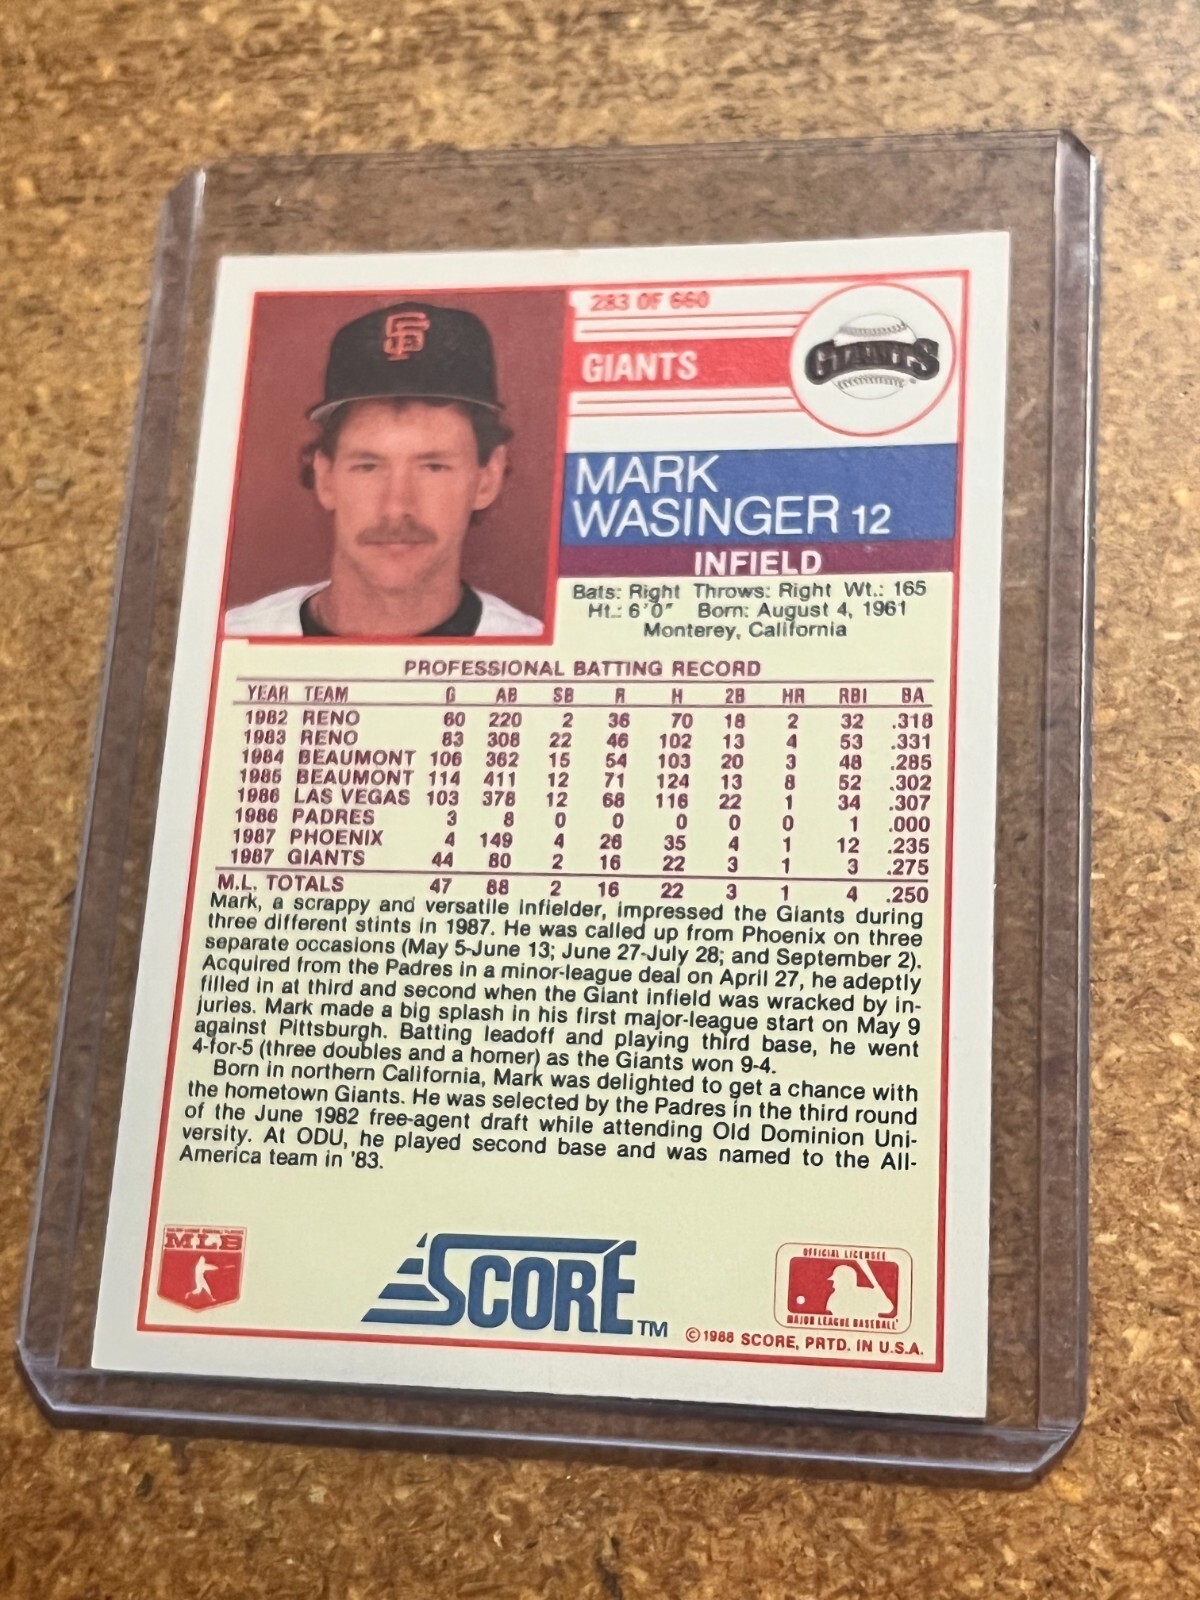 SF
283 OF 660
GIANTS
GIANTS
MARK
WASINGER 12
INFIELD
Bats: Right Throws: Right Wt.: 165
Ht.: 6'0" Born: August 4, 1961
Monterey, California
PROFESSIONAL BATTING RECORD
YEAR TEAM G AB SB R H 2B HR RBI BA
1982 RENO 60 220 2 36 70 18 2 32 .318
1983 RENO 83 308 22 46 102 13 4 53 .331
1984 BEAUMONT 106 362 15 54 103 20 3 48 .285
1985 BEAUMONT 114 411 12 71 124 13 8 52 .302
1986 LAS VEGAS 103 378 12 68 116 22 1 34 .307
1986 PADRES 3 8 0 0 0 0 0 1 .000
1987 PHOENIX 4 149 4 26 35 4 1 12 .235
1987 GIANTS 44 80 2 16 22 3 1 3 .275
M.L. TOTALS 47 88 2 16 22 3 1 4 .250
Mark, a scrappy and versatile infielder, impressed the Giants during
three different stints in 1987. He was called up from Phoenix on three
separate occasions (May 5-June 13; June 27-July 28; and September 2).
Acquired from the Padres in a minor-league deal on April 27, he adeptly
filled in at third and second when the Giant infield was wracked by in-
juries. Mark made a big splash in his first major-league start on May 9
against Pittsburgh. Batting leadoff and playing third base, he went
4-for-5 (three doubles and a homer) as the Giants won 9-4.
Born in northern California, Mark was delighted to get a chance with
the hometown Giants. He was selected by the Padres in the third round
of the June 1982 free-agent draft while attending Old Dominion Uni-
versity. At ODU, he played second base and was named to the All-
America team in '83.
MLB
SCORE TM
OFFICIAL LICENSEE
MAJOR LEAGUE BASEBALL
©1988 SCORE, PRTD. IN U.S.A.